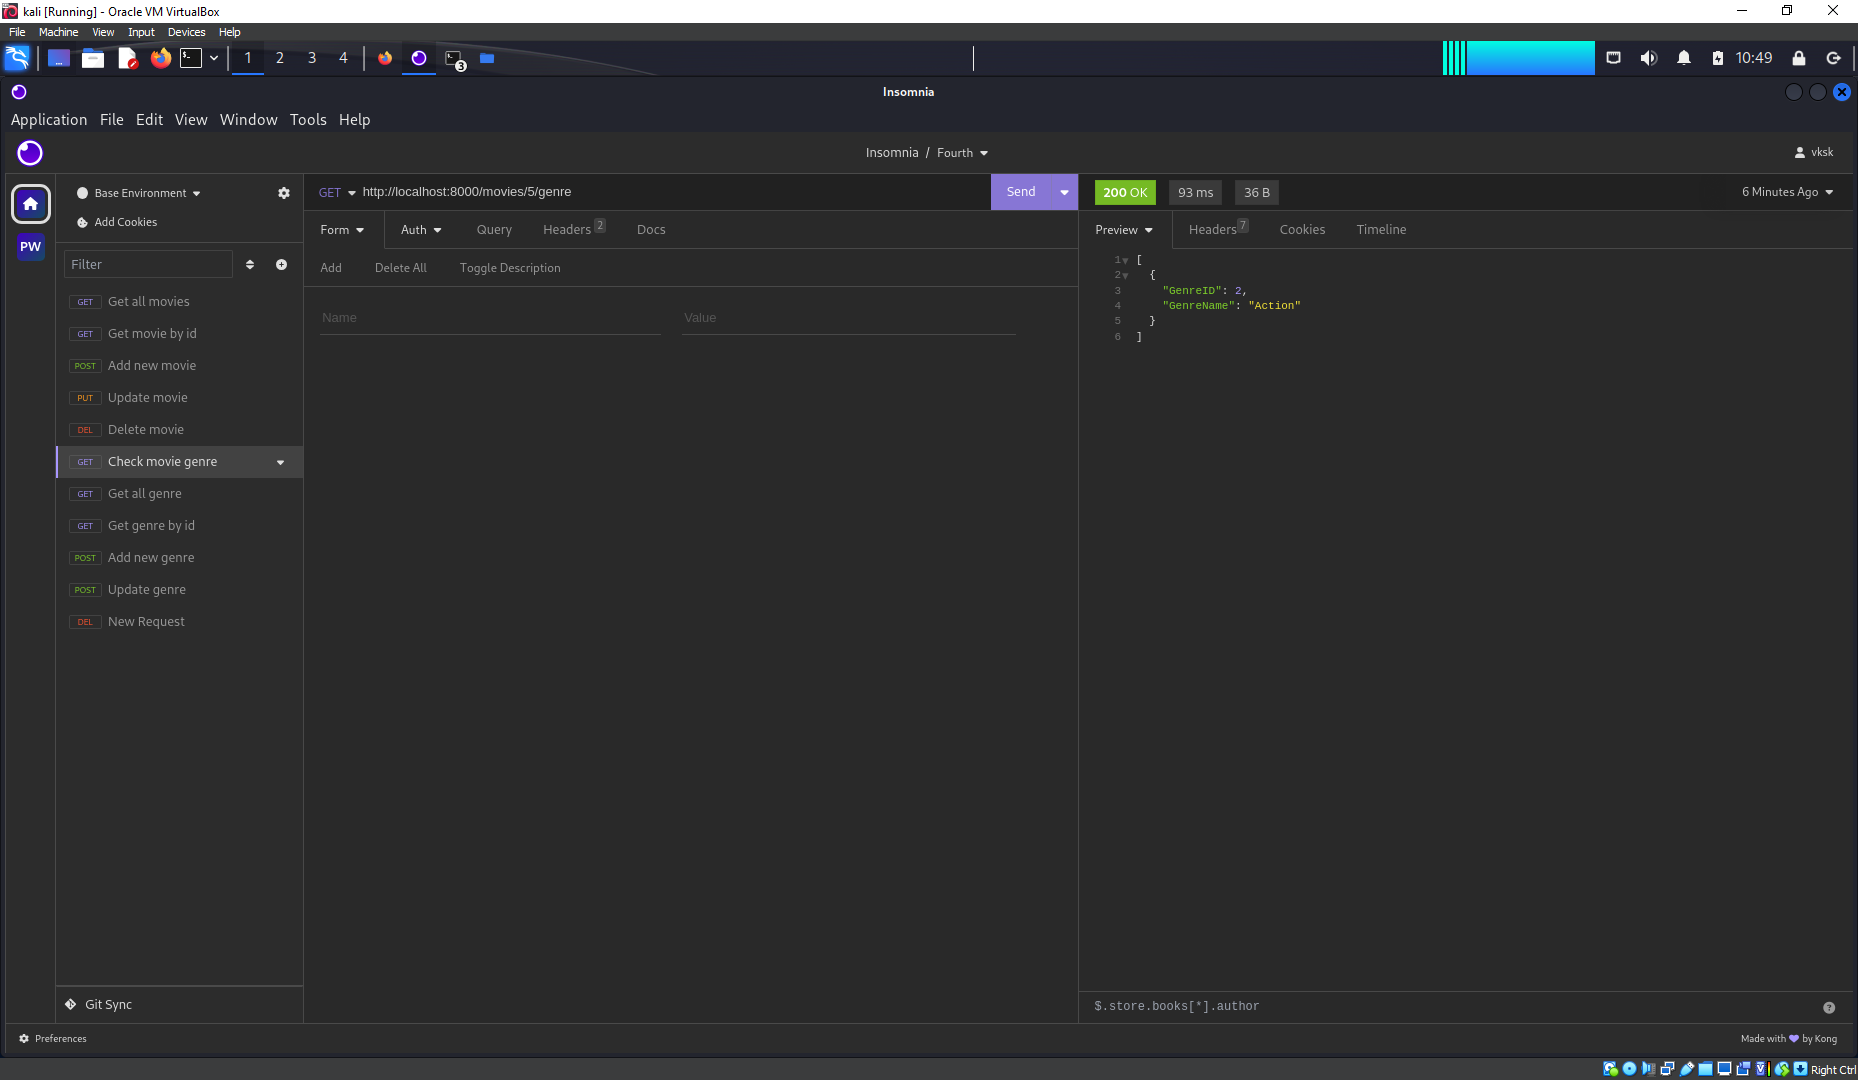 kali [Running] - Oracle VM VirtualBox
File Machine View Input Devices Help
1 2 3 4
3
10:49
Insomnia
Application File Edit View Window Tools Help
Insomnia / Fourth
vksk
PW
Base Environment
Add Cookies
Filter
GET Get all movies
GET Get movie by id
POST Add new movie
PUT Update movie
DEL Delete movie
GET Check movie genre
GET Get all genre
GET Get genre by id
POST Add new genre
POST Update genre
DEL New Request
Git Sync
GET http://localhost:8000/movies/5/genre
Send
Form Auth Query Headers 2 Docs
Add Delete All Toggle Description
Name Value
200 OK 93 ms 36 B
6 Minutes Ago
Preview Headers 7 Cookies Timeline
1 [
2 {
3 "GenreID": 2,
4 "GenreName": "Action"
5 }
6 ]
$.store.books[*].author
?
Preferences
Made with 💜 by Kong
Right Ctrl